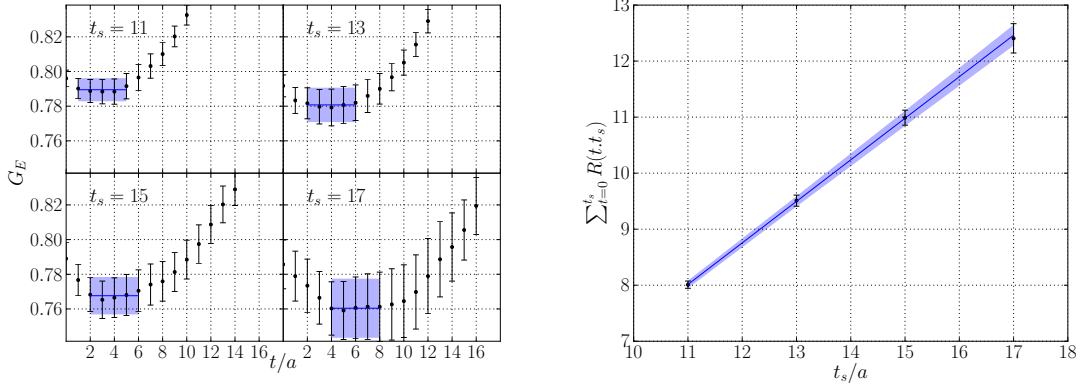 0.82
0.80
0.78
0.76
t_s = 11
t_s = 13
G_E
0.82
0.80
0.78
0.76
t_s = 15
t_s = 17
2 4 6 8 10 12 14 16
2 4 6 8 10 12 14 16
t/a
13
12
11
10
9
8
7
∑_{t=0}^{t_s} R(t.t_s)
10 11 12 13 14 15 16 17 18
t_s/a